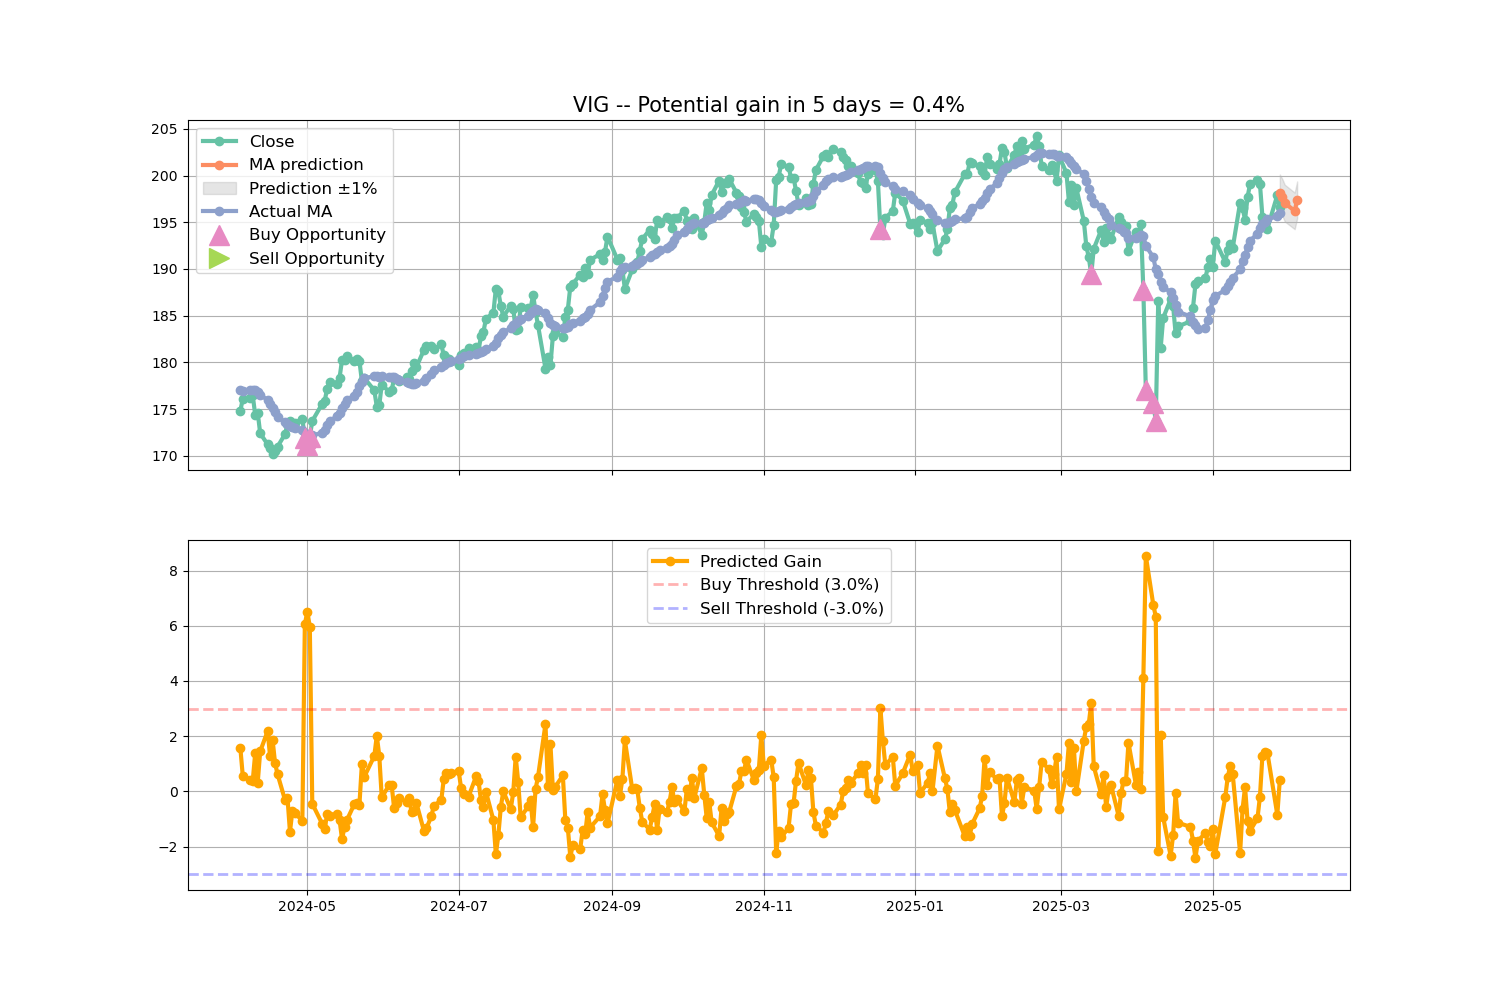 VIG -- Potential gain in 5 days = 0.4%
205
200
195
190
185
180
175
170
Close
MA prediction
Prediction ±1%
Actual MA
Buy Opportunity
Sell Opportunity
8
6
4
2
0
−2
Predicted Gain
Buy Threshold (3.0%)
Sell Threshold (-3.0%)
2024-05
2024-07
2024-09
2024-11
2025-01
2025-03
2025-05